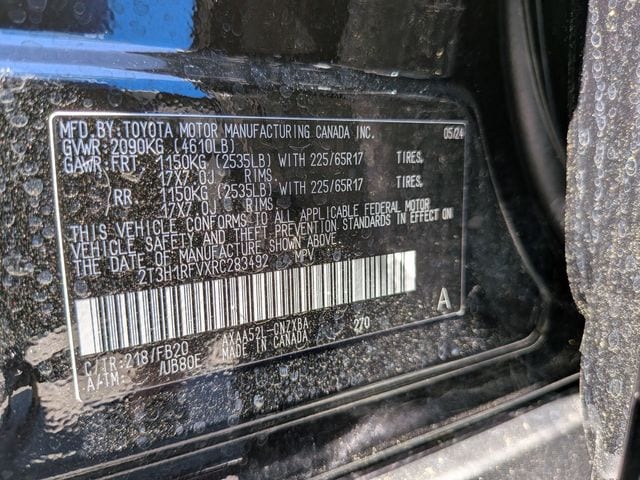 MFD.BY:TOYOTA MOTOR MANUFACTURING CANADA INC. 05/24
GVWR:2090KG (4610LB)
GAWR:FRT 1150KG (2535LB) WITH 225/65R17 TIRES,
17X7.0J RIMS
RR 1150KG (2535LB) WITH 225/65R17 TIRES,
17X7.0J RIMS
THIS VEHICLE CONFORMS TO ALL APPLICABLE FEDERAL MOTOR
VEHICLE SAFETY AND THEFT PREVENTION STANDARDS IN EFFECT ON
THE DATE OF MANUFACTURE SHOWN ABOVE.
2T3H1RFVXRC283492 MPV
A
C/TR:218/FB20 AXAA52L-CNZXBA 270
A/TM: /UB80E MADE IN CANADA